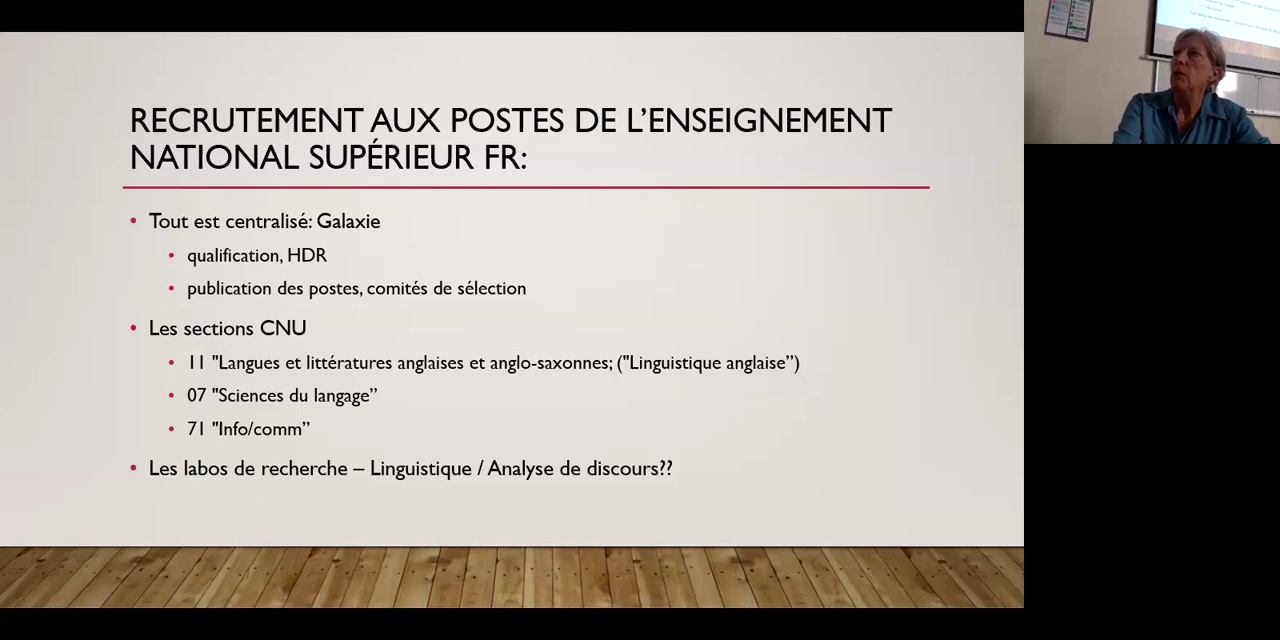 RECRUTEMENT AUX POSTES DE L’ENSEIGNEMENT
NATIONAL SUPÉRIEUR FR:
• Tout est centralisé: Galaxie
• qualification, HDR
• publication des postes, comités de sélection
• Les sections CNU
• 11 "Langues et littératures anglaises et anglo-saxonnes; ("Linguistique anglaise”)
• 07 "Sciences du langage”
• 71 "Info/comm”
• Les labos de recherche – Linguistique / Analyse de discours??